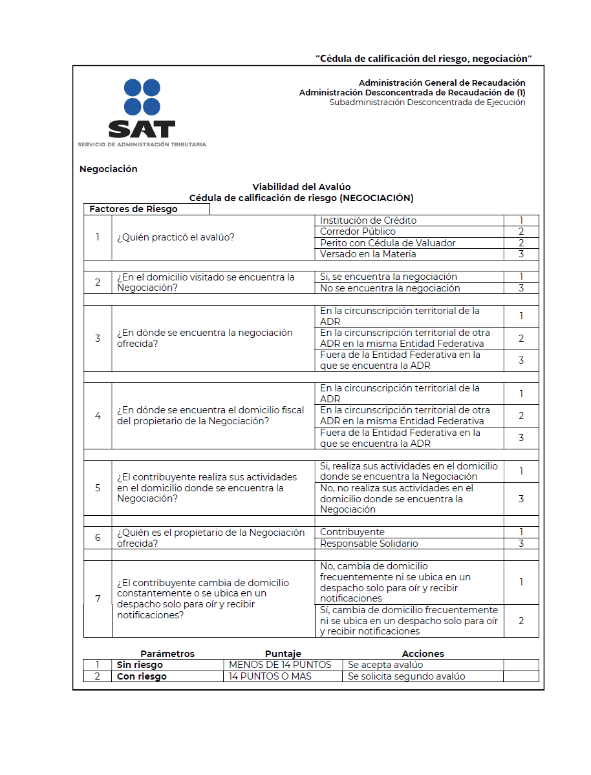 "Cédula de calificación del riesgo, negociación"
Administración General de Recaudación
Administración Desconcentrada de Recaudación de (1)
Subadministración Desconcentrada de Ejecución
SAT
SERVICIO DE ADMINISTRACIÓN TRIBUTARIA
Negociación
Viabilidad del Avalúo
Cédula de calificación de riesgo (NEGOCIACIÓN)
Factores de Riesgo
1 ¿Quién practicó el avalúo?
Institución de Crédito 1
Corredor Público 2
Perito con Cédula de Valuador 2
Versado en la Materia 3
2 ¿En el domicilio visitado se encuentra la
Negociación?
Si, se encuentra la negociación 1
No se encuentra la negociación 3
3 ¿En dónde se encuentra la negociación
ofrecida?
En la circunscripción territorial de la
ADR 1
En la circunscripción territorial de otra
ADR en la misma Entidad Federativa 2
Fuera de la Entidad Federativa en la
que se encuentra la ADR 3
4 ¿En dónde se encuentra el domicilio fiscal
del propietario de la Negociación?
En la circunscripción territorial de la
ADR 1
En la circunscripción territorial de otra
ADR en la misma Entidad Federativa 2
Fuera de la Entidad Federativa en la
que se encuentra la ADR 3
5 ¿El contribuyente realiza sus actividades
en el domicilio donde se encuentra la
Negociación?
Si, realiza sus actividades en el domicilio
donde se encuentra la Negociación 1
No, no realiza sus actividades en el
domicilio donde se encuentra la
Negociación 3
6 ¿Quién es el propietario de la Negociación
ofrecida?
Contribuyente 1
Responsable Solidario 3
7 ¿El contribuyente cambia de domicilio
constantemente o se ubica en un
despacho solo para oír y recibir
notificaciones?
No, cambia de domicilio
frecuentemente ni se ubica en un
despacho solo para oír y recibir
notificaciones 1
Sí, cambia de domicilio frecuentemente
ni se ubica en un despacho solo para oír
y recibir notificaciones 2
Parámetros Puntaje Acciones
1 Sin riesgo MENOS DE 14 PUNTOS Se acepta avalúo
2 Con riesgo 14 PUNTOS O MAS Se solicita segundo avalúo